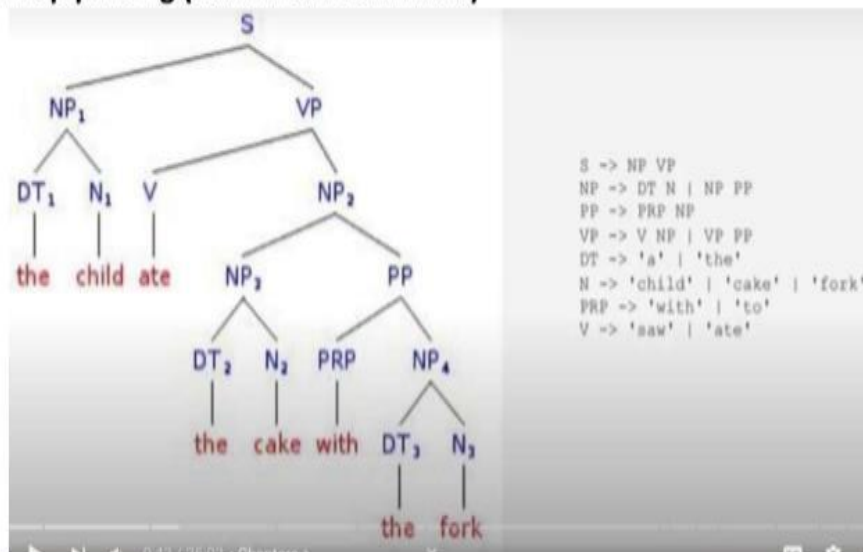 S
NP₁ VP
DT₁ N₁ V NP₂
the child ate NP₃ PP
DT₂ N₂ PRP NP₄
the cake with DT₃ N₃
the fork
S -> NP VP
NP -> DT N | NP PP
PP -> PRP NP
VP -> V NP | VP PP
DT -> 'a' | 'the'
N -> 'child' | 'cake' | 'fork'
PRP -> 'with' | 'to'
V -> 'saw' | 'ate'